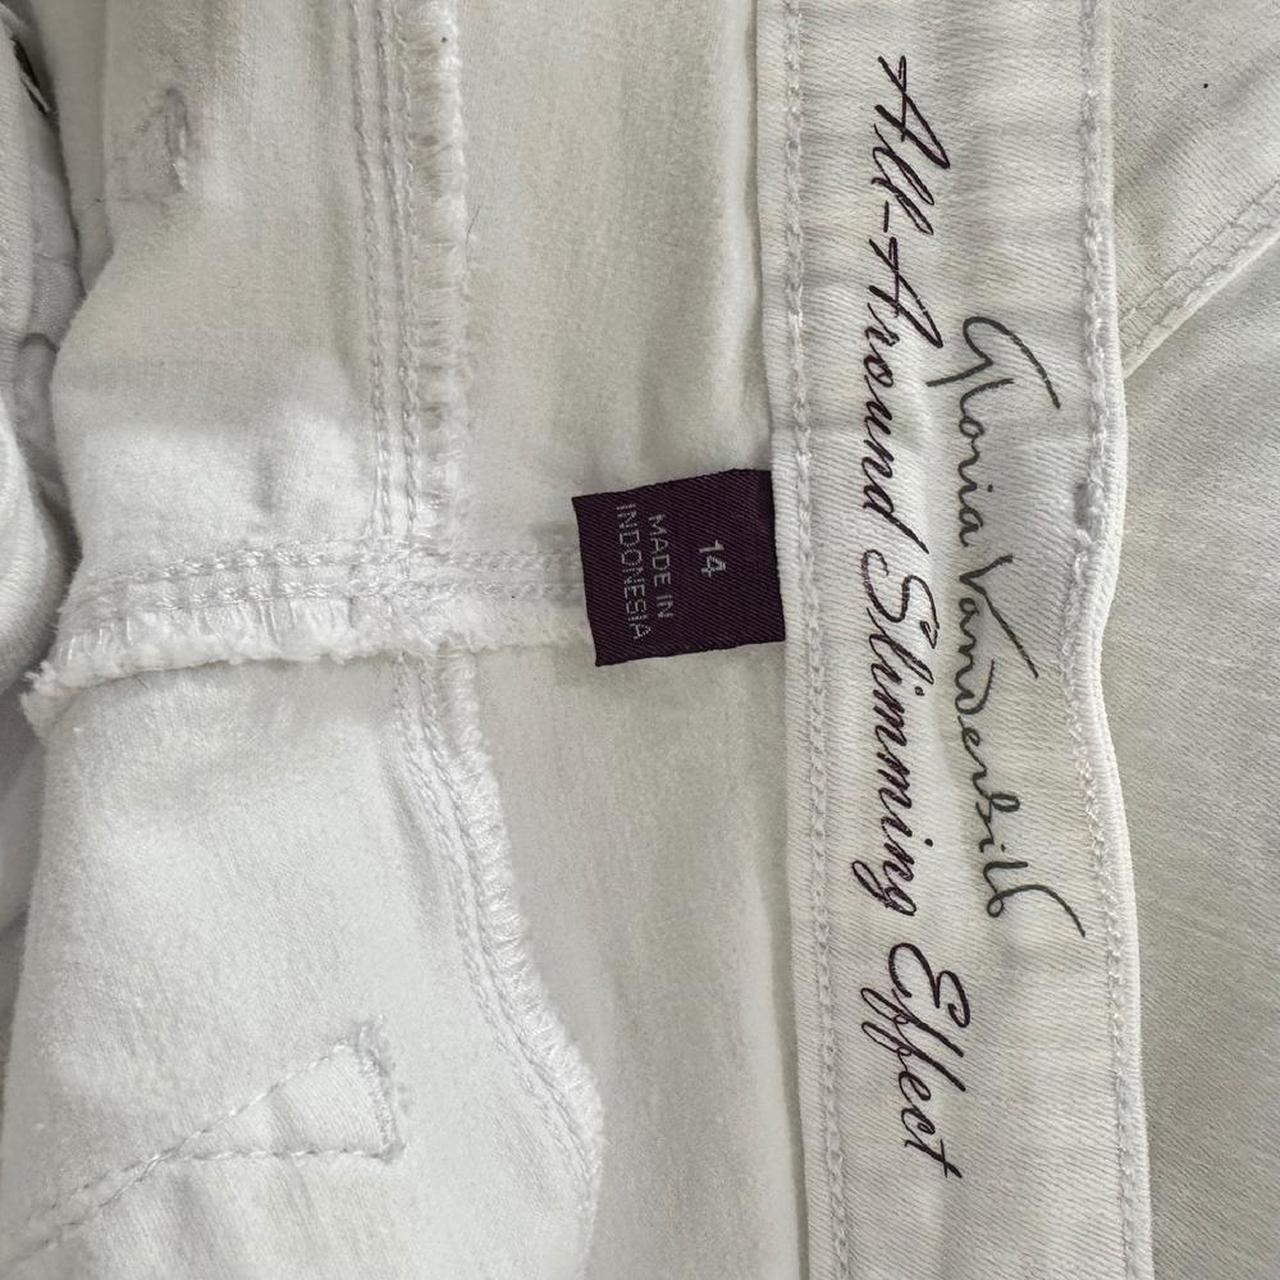 Gloria Vanderbilt
All-Around Slimming Effect
14
MADE IN
INDONESIA